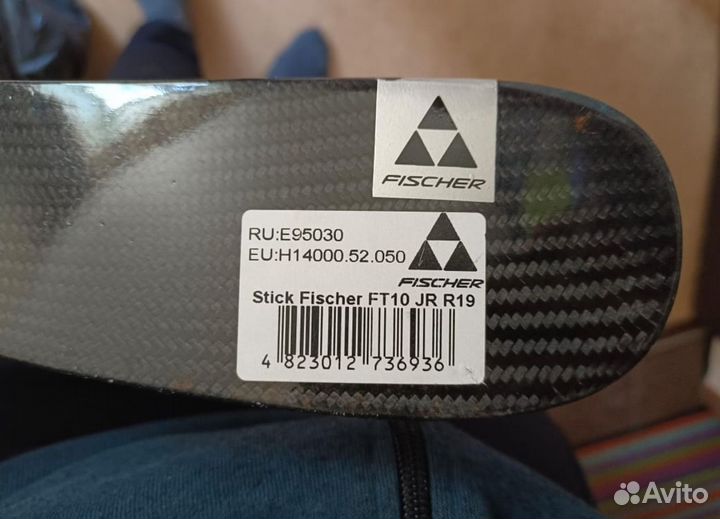 FISCHER
RU:E95030
EU:H14000.52.050
FISCHER
Stick Fischer FT10 JR R19
4 823012 736936
Avito